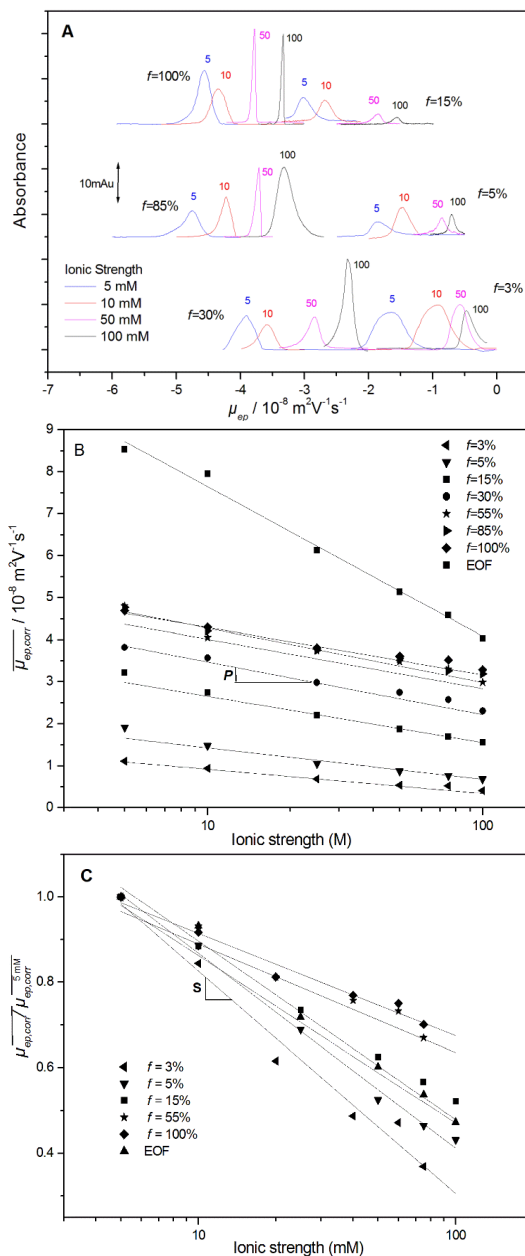 A
Absorbance
f=100%
5
10
50
100
5
10
50
100
f=15%
10mAu
f=85%
5
10
50
100
10
5
50
100
f=5%
Ionic Strength
5 mM
10 mM
50 mM
100 mM
f=30%
5
10
50
100
5
10
50
100
f=3%
-7 -6 -5 -4 -3 -2 -1 0
μep / 10-8 m2V-1s-1
B
9
8
7
6
5
4
3
2
1
0
μep,corr / 10-8 m2V-1s-1
f=3%
f=5%
f=15%
f=30%
f=55%
f=85%
f=100%
EOF
P
10 100
Ionic strength (M)
C
1.0
0.8
0.6
0.4
μep,corr/μep,corr 5 mM
S
f = 3%
f = 5%
f = 15%
f = 55%
f = 100%
EOF
10 100
Ionic strength (mM)